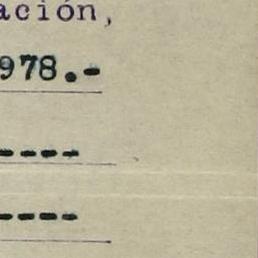 ación,
978.-
----
----